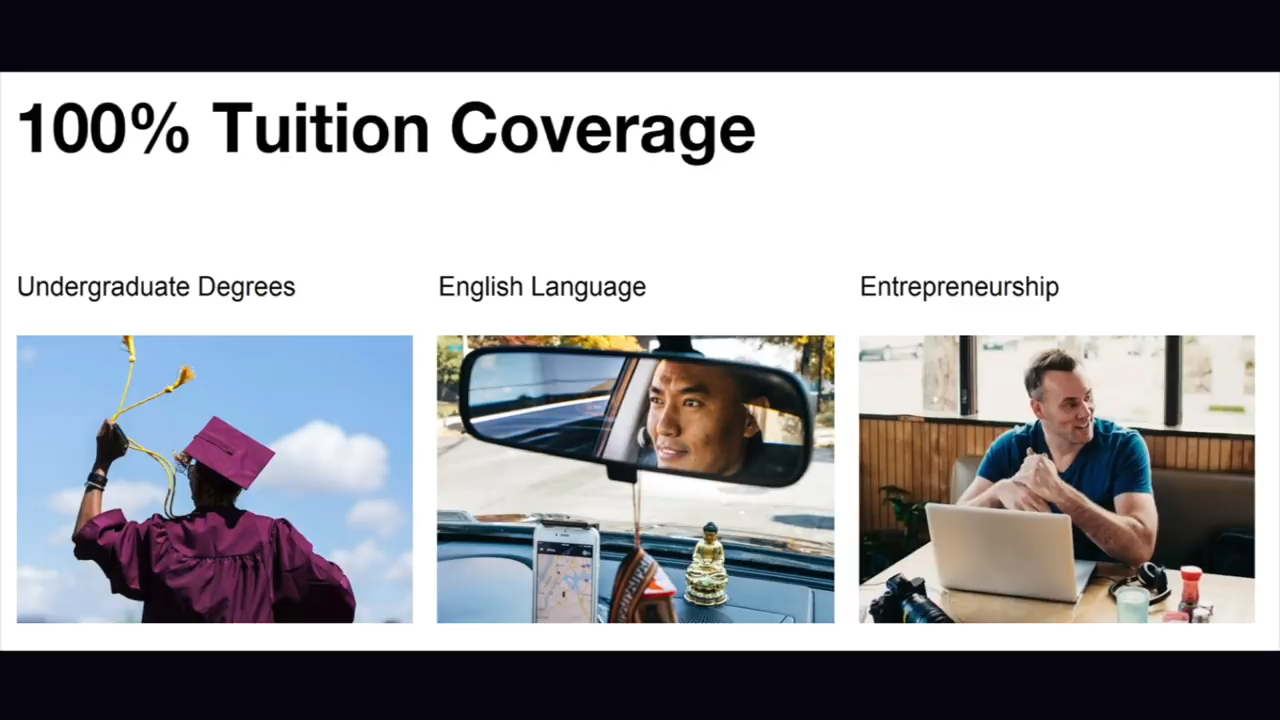 100% Tuition Coverage
Undergraduate Degrees
English Language
Entrepreneurship